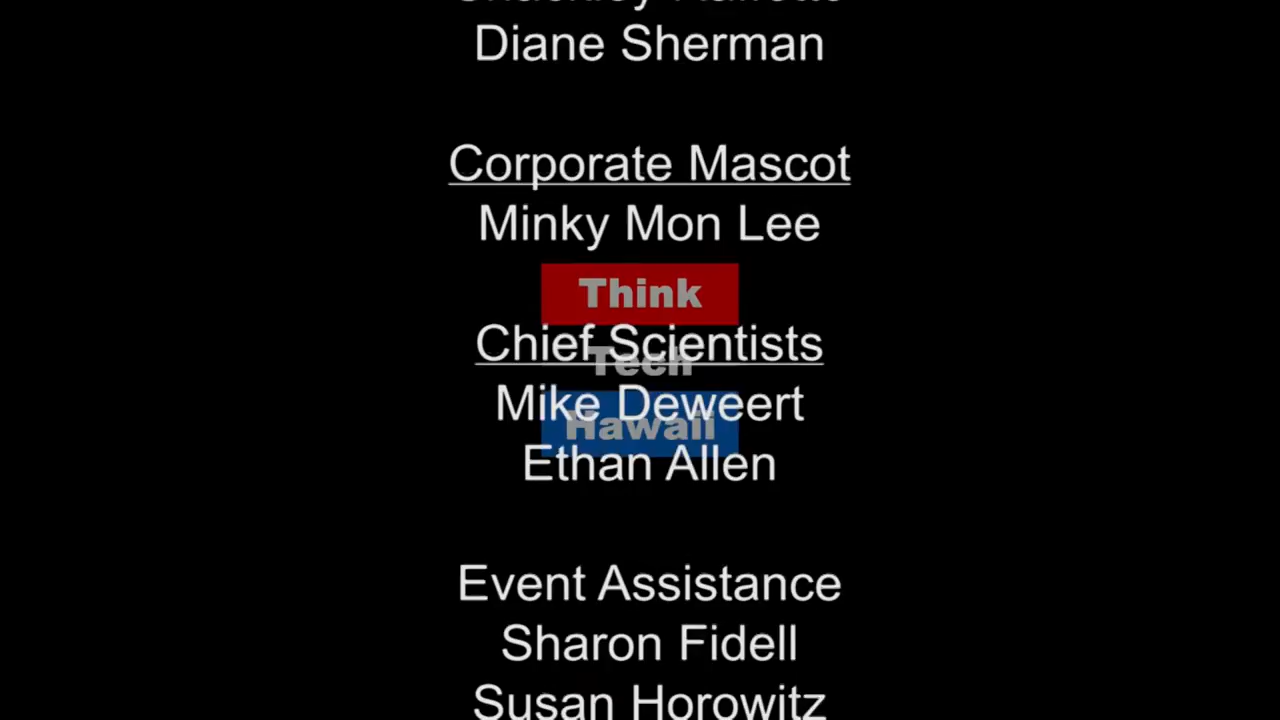 Diane Sherman
Corporate Mascot
Minky Mon Lee
Think
Chief Scientists
Tech
Mike Deweert
Hawaii
Ethan Allen
Event Assistance
Sharon Fidell
Susan Horowitz